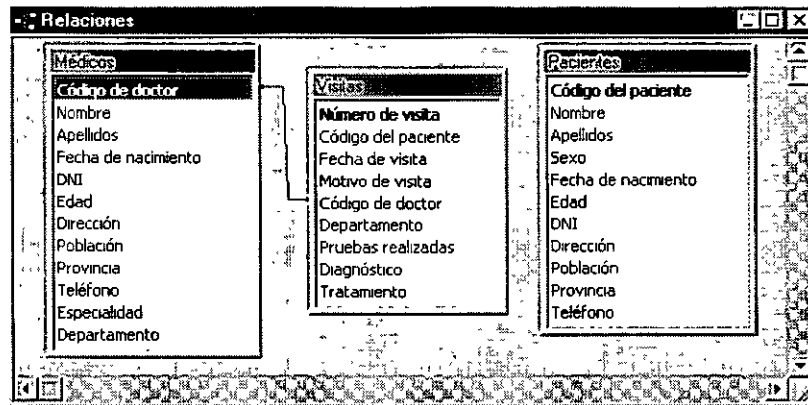 Relaciones
Médicos
Código de doctor
Nombre
Apellidos
Fecha de nacimiento
DNI
Edad
Dirección
Población
Provincia
Teléfono
Especialidad
Departamento
Visitas
Número de visita
Código del paciente
Fecha de visita
Motivo de visita
Código de doctor
Departamento
Pruebas realizadas
Diagnóstico
Tratamiento
Pacientes
Código del paciente
Nombre
Apellidos
Sexo
Fecha de nacimiento
Edad
DNI
Dirección
Población
Provincia
Teléfono